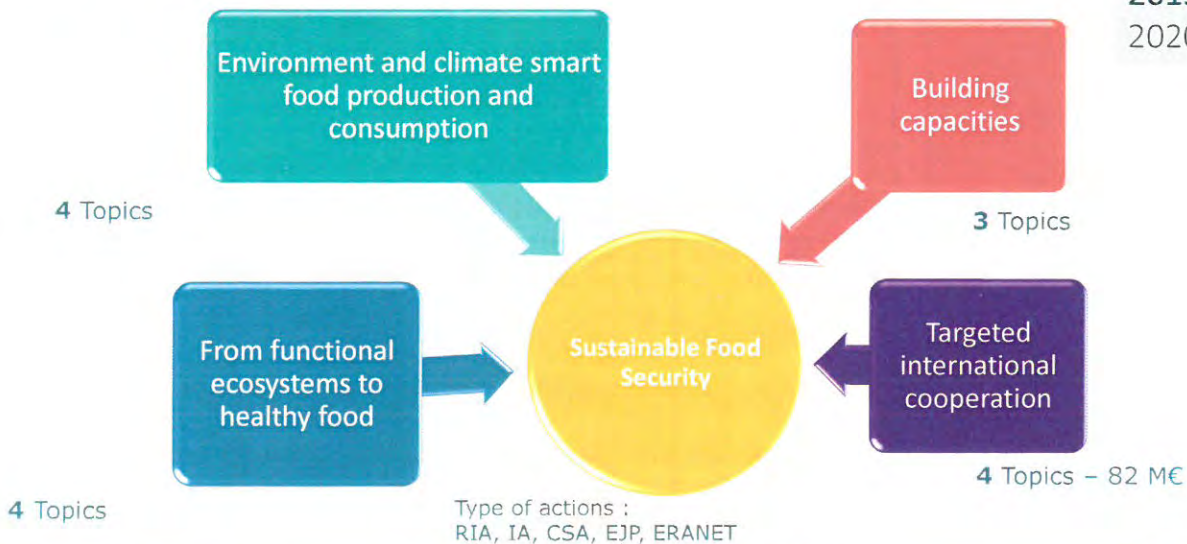 Environment and climate smart
food production and
consumption
Building
capacities
4 Topics
3 Topics
From functional
ecosystems to
healthy food
Sustainable Food
Security
Targeted
international
cooperation
4 Topics – 82 M€
4 Topics
Type of actions :
RIA, IA, CSA, EJP, ERANET